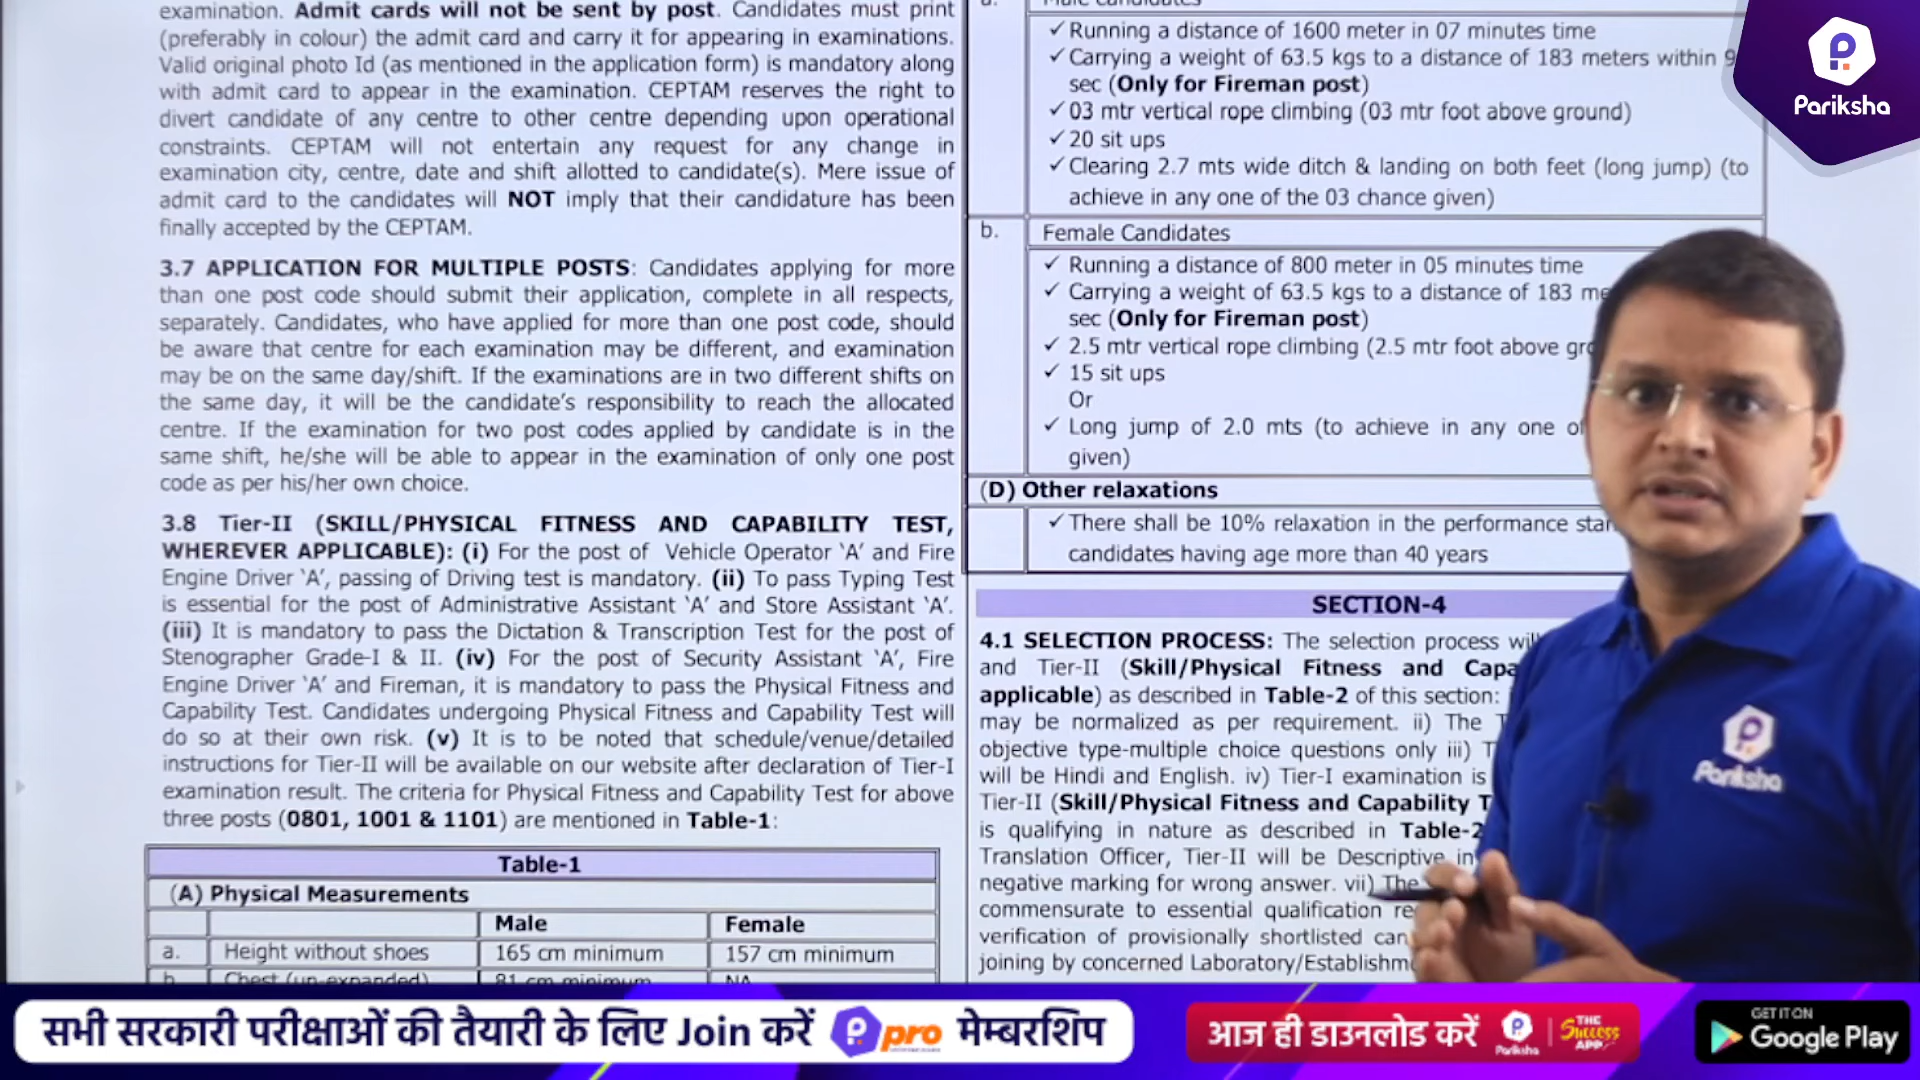 examination. Admit cards will not be sent by post. Candidates must print
(preferably in colour) the admit card and carry it for appearing in examinations.
Valid original photo Id (as mentioned in the application form) is mandatory along
with admit card to appear in the examination. CEPTAM reserves the right to
divert candidate of any centre to other centre depending upon operational
constraints. CEPTAM will not entertain any request for any change in
examination city, centre, date and shift allotted to candidate(s). Mere issue of
admit card to the candidates will NOT imply that their candidature has been
finally accepted by the CEPTAM.
3.7 APPLICATION FOR MULTIPLE POSTS: Candidates applying for more
than one post code should submit their application, complete in all respects,
separately. Candidates, who have applied for more than one post code, should
be aware that centre for each examination may be different, and examination
may be on the same day/shift. If the examinations are in two different shifts on
the same day, it will be the candidate's responsibility to reach the allocated
centre. If the examination for two post codes applied by candidate is in the
same shift, he/she will be able to appear in the examination of only one post
code as per his/her own choice.
3.8 Tier-II (SKILL/PHYSICAL FITNESS AND CAPABILITY TEST,
WHEREVER APPLICABLE): (i) For the post of Vehicle Operator 'A' and Fire
Engine Driver 'A', passing of Driving test is mandatory. (ii) To pass Typing Test
is essential for the post of Administrative Assistant 'A' and Store Assistant 'A'.
(iii) It is mandatory to pass the Dictation & Transcription Test for the post of
Stenographer Grade-I & II. (iv) For the post of Security Assistant 'A', Fire
Engine Driver 'A' and Fireman, it is mandatory to pass the Physical Fitness and
Capability Test. Candidates undergoing Physical Fitness and Capability Test will
do so at their own risk. (v) It is to be noted that schedule/venue/detailed
instructions for Tier-II will be available on our website after declaration of Tier-I
examination result. The criteria for Physical Fitness and Capability Test for above
three posts (0801, 1001 & 1101) are mentioned in Table-1:
Table-1
(A) Physical Measurements
Male Female
a. Height without shoes 165 cm minimum 157 cm minimum
b. Chest (un-expanded) 81 cm minimum NA
a. Male Candidates
✓ Running a distance of 1600 meter in 07 minutes time
✓ Carrying a weight of 63.5 kgs to a distance of 183 meters within 9
sec (Only for Fireman post)
✓ 03 mtr vertical rope climbing (03 mtr foot above ground)
✓ 20 sit ups
✓ Clearing 2.7 mts wide ditch & landing on both feet (long jump) (to
achieve in any one of the 03 chance given)
b. Female Candidates
✓ Running a distance of 800 meter in 05 minutes time
✓ Carrying a weight of 63.5 kgs to a distance of 183 me
sec (Only for Fireman post)
✓ 2.5 mtr vertical rope climbing (2.5 mtr foot above gr
✓ 15 sit ups
Or
✓ Long jump of 2.0 mts (to achieve in any one of
given)
(D) Other relaxations
✓ There shall be 10% relaxation in the performance stan
candidates having age more than 40 years
SECTION-4
4.1 SELECTION PROCESS: The selection process wil
and Tier-II (Skill/Physical Fitness and Capa
applicable) as described in Table-2 of this section:
may be normalized as per requirement. ii) The T
objective type-multiple choice questions only iii) T
will be Hindi and English. iv) Tier-I examination is
Tier-II (Skill/Physical Fitness and Capability T
is qualifying in nature as described in Table-2
Translation Officer, Tier-II will be Descriptive in
negative marking for wrong answer. vii) The
commensurate to essential qualification re
verification of provisionally shortlisted can
joining by concerned Laboratory/Establishm
Pariksha
Pariksha
सभी सरकारी परीक्षाओं की तैयारी के लिए Join करें P pro मेम्बरशिप
आज ही डाउनलोड करें Pariksha THE Success APP
GET IT ON
Google Play